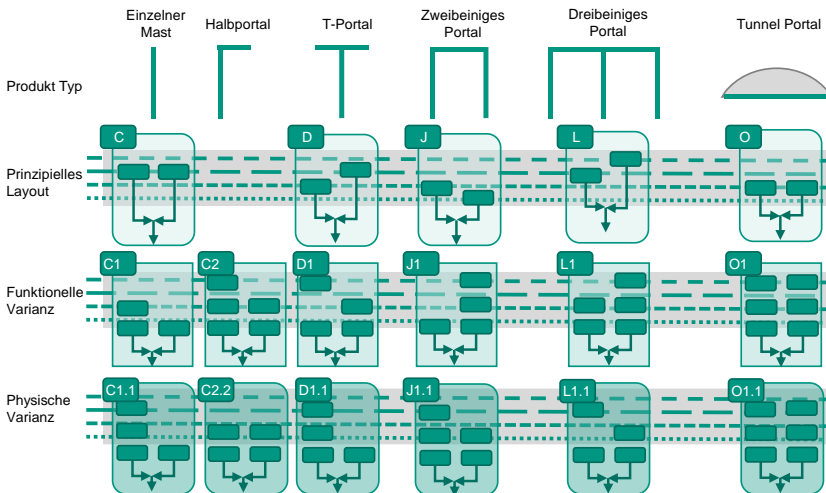 Einzelner
Mast
Halbportal
T-Portal
Zweibeiniges
Portal
Dreibeiniges
Portal
Tunnel Portal
Produkt Typ
C
D
J
L
O
Prinzipielles
Layout
C1
C2
D1
J1
L1
O1
Funktionelle
Varianz
C1.1
C2.2
D1.1
J1.1
L1.1
O1.1
Physische
Varianz